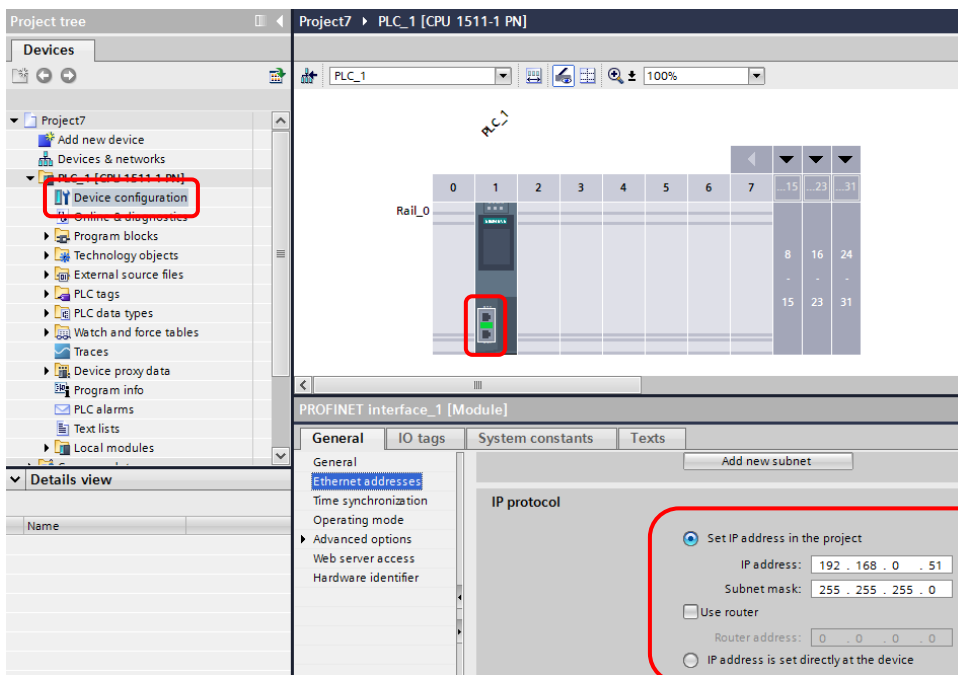 Project tree
Devices
Project7
Add new device
Devices & networks
PLC_1 [CPU 1511-1 PN]
Device configuration
Online & diagnostics
Program blocks
Technology objects
External source files
PLC tags
PLC data types
Watch and force tables
Traces
Device proxy data
Program info
PLC alarms
Text lists
Local modules
Details view
Name
Project7 ▸ PLC_1 [CPU 1511-1 PN]
PLC_1
100%
PLC_1
0 1 2 3 4 5 6 7 ...15 ...23 ...31
Rail_0
SIEMENS
8 16 24
- - -
15 23 31
PROFINET interface_1 [Module]
General IO tags System constants Texts
General
Ethernet addresses
Time synchronization
Operating mode
Advanced options
Web server access
Hardware identifier
Add new subnet
IP protocol
Set IP address in the project
IP address: 192 . 168 . 0 . 51
Subnet mask: 255 . 255 . 255 . 0
Use router
Router address: 0 . 0 . 0 . 0
IP address is set directly at the device